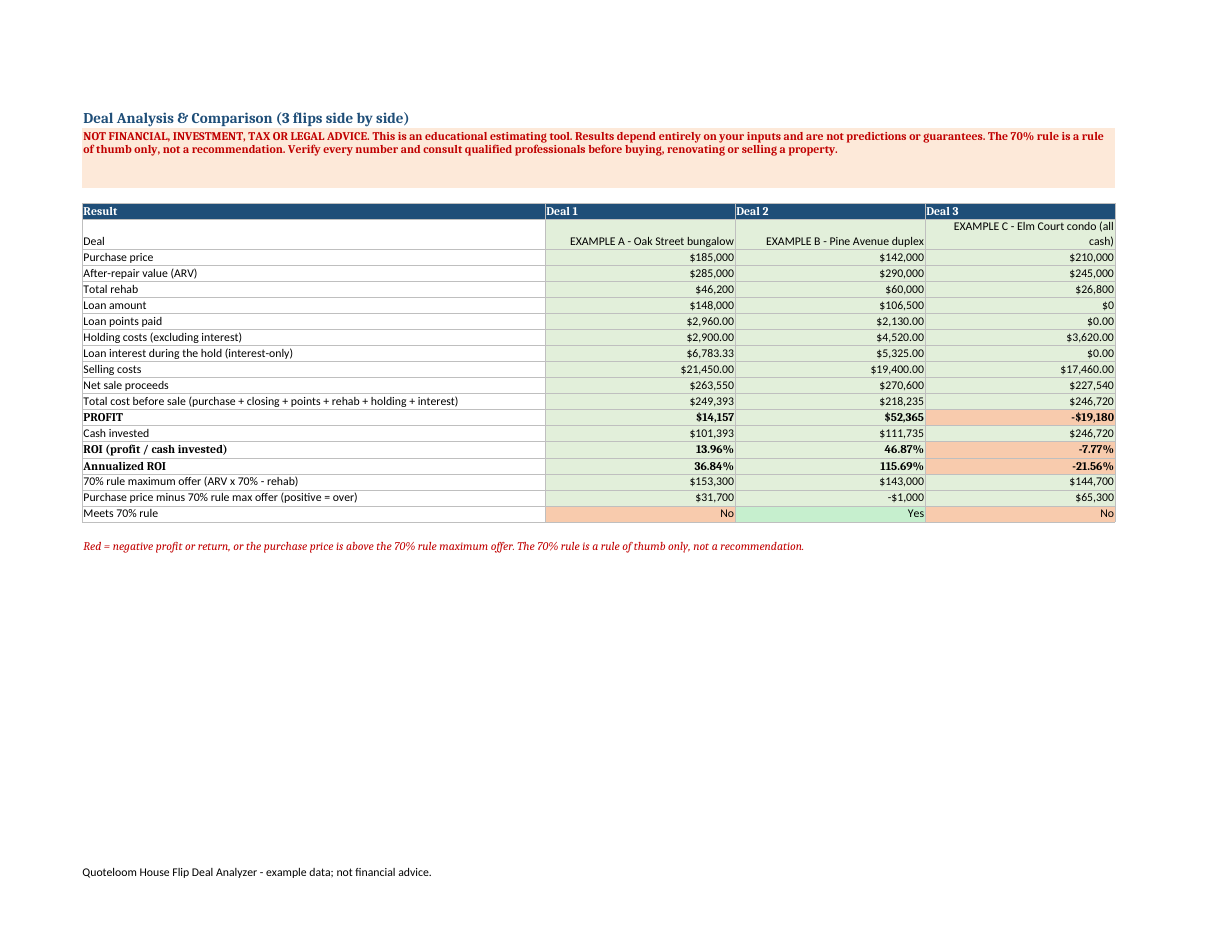 Deal Analysis & Comparison (3 flips side by side)
NOT FINANCIAL, INVESTMENT, TAX OR LEGAL ADVICE. This is an educational estimating tool. Results depend entirely on your inputs and are not predictions or guarantees. The 70% rule is a rule
of thumb only, not a recommendation. Verify every number and consult qualified professionals before buying, renovating or selling a property.
Result Deal 1 Deal 2 Deal 3
Deal EXAMPLE A - Oak Street bungalow EXAMPLE B - Pine Avenue duplex EXAMPLE C - Elm Court condo (all
cash)
Purchase price $185,000 $142,000 $210,000
After-repair value (ARV) $285,000 $290,000 $245,000
Total rehab $46,200 $60,000 $26,800
Loan amount $148,000 $106,500 $0
Loan points paid $2,960.00 $2,130.00 $0.00
Holding costs (excluding interest) $2,900.00 $4,520.00 $3,620.00
Loan interest during the hold (interest-only) $6,783.33 $5,325.00 $0.00
Selling costs $21,450.00 $19,400.00 $17,460.00
Net sale proceeds $263,550 $270,600 $227,540
Total cost before sale (purchase + closing + points + rehab + holding + interest) $249,393 $218,235 $246,720
PROFIT $14,157 $52,365 -$19,180
Cash invested $101,393 $111,735 $246,720
ROI (profit / cash invested) 13.96% 46.87% -7.77%
Annualized ROI 36.84% 115.69% -21.56%
70% rule maximum offer (ARV x 70% - rehab) $153,300 $143,000 $144,700
Purchase price minus 70% rule max offer (positive = over) $31,700 -$1,000 $65,300
Meets 70% rule No Yes No
Red = negative profit or return, or the purchase price is above the 70% rule maximum offer. The 70% rule is a rule of thumb only, not a recommendation.
Quoteloom House Flip Deal Analyzer - example data; not financial advice.